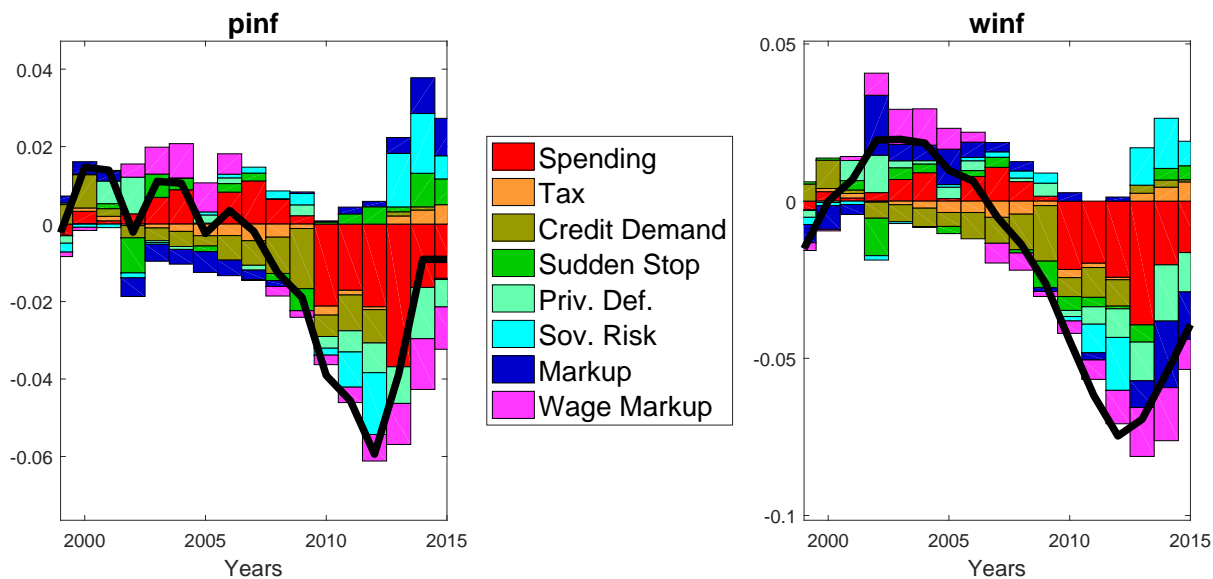 pinf
0.04
0.02
0
-0.02
-0.04
-0.06
2000
2005
2010
2015
Years
Spending
Tax
Credit Demand
Sudden Stop
Priv. Def.
Sov. Risk
Markup
Wage Markup
winf
0.05
0
-0.05
-0.1
2000
2005
2010
2015
Years